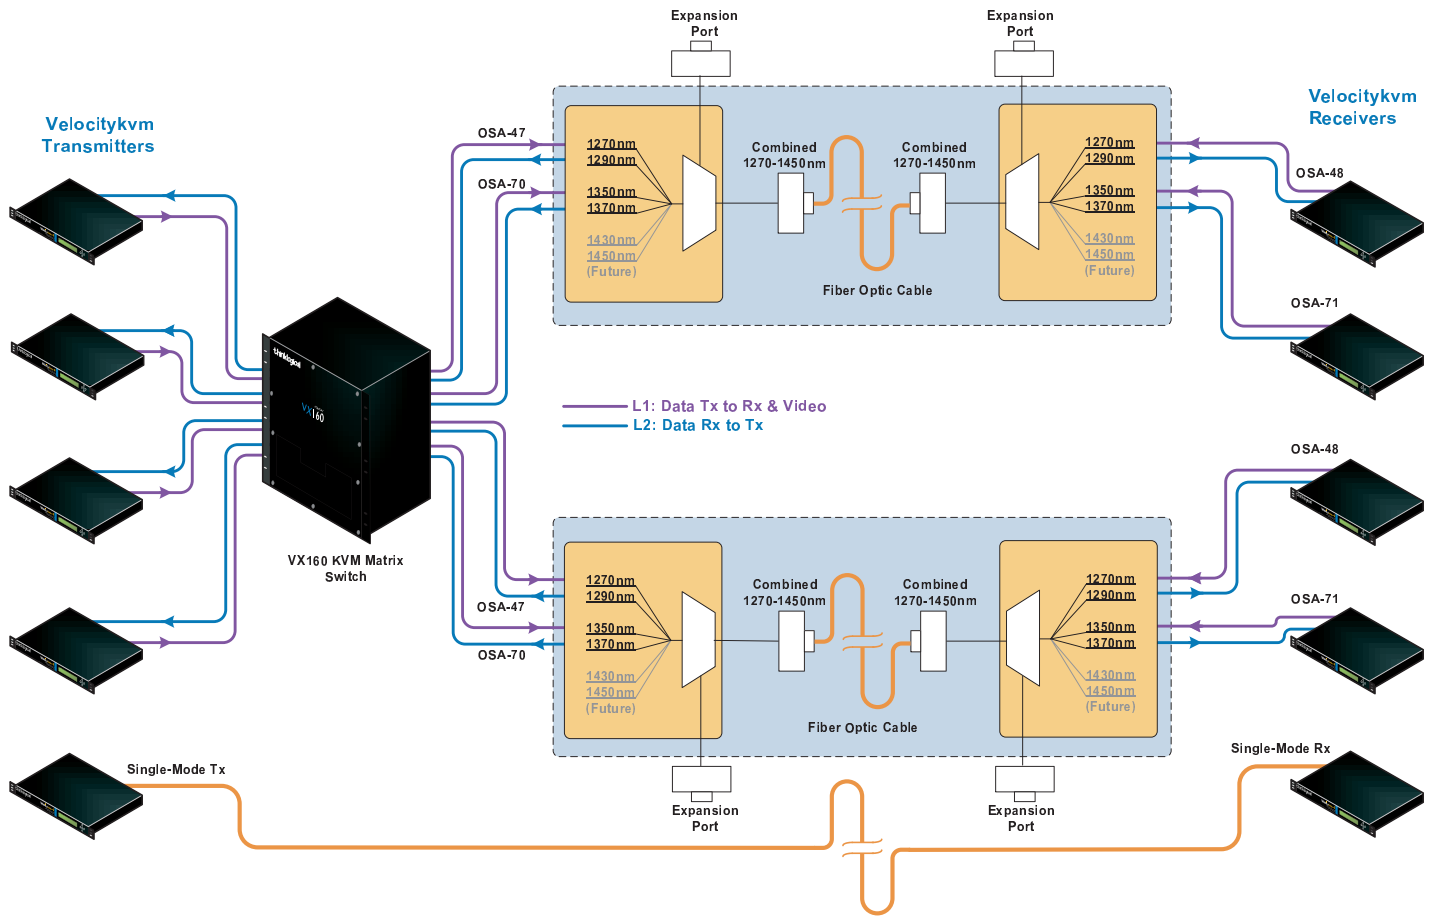 Expansion
Port
Expansion
Port
Velocitykvm
Transmitters
Velocitykvm
Receivers
OSA-47
1270nm
1290nm
OSA-70
1350nm
1370nm
1430nm
1450nm
(Future)
Combined
1270-1450nm
Combined
1270-1450nm
Fiber Optic Cable
1270nm
1290nm
1350nm
1370nm
1430nm
1450nm
(Future)
OSA-48
OSA-71
thinklogical
VX160
VX160 KVM Matrix
Switch
L1: Data Tx to Rx & Video
L2: Data Rx to Tx
OSA-48
OSA-71
1270nm
1290nm
OSA-47
1350nm
1370nm
OSA-70
1430nm
1450nm
(Future)
Combined
1270-1450nm
Combined
1270-1450nm
Fiber Optic Cable
1270nm
1290nm
1350nm
1370nm
1430nm
1450nm
(Future)
Single-Mode Tx
Single-Mode Rx
Expansion
Port
Expansion
Port